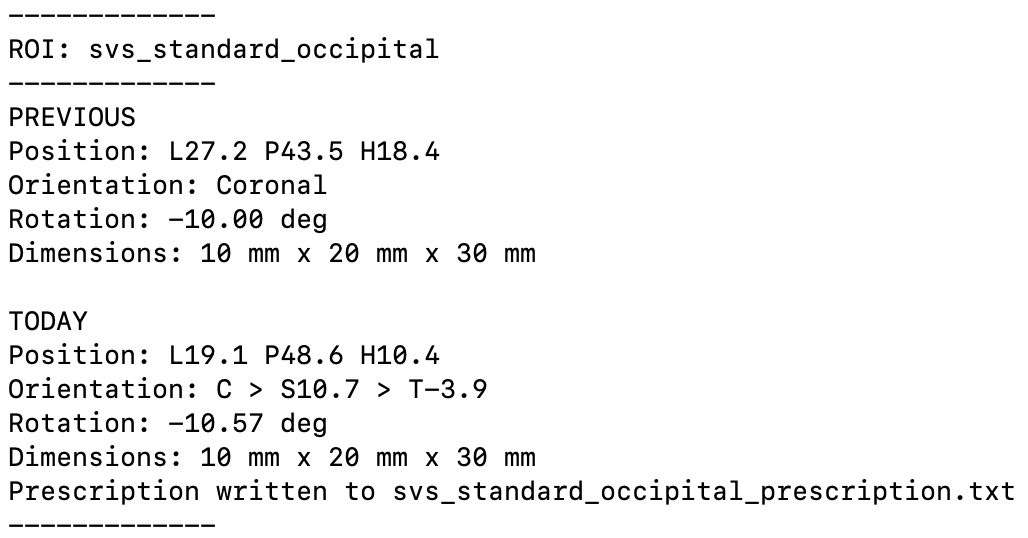 -------------
ROI: svs_standard_occipital
-------------
PREVIOUS
Position: L27.2 P43.5 H18.4
Orientation: Coronal
Rotation: -10.00 deg
Dimensions: 10 mm x 20 mm x 30 mm

TODAY
Position: L19.1 P48.6 H10.4
Orientation: C > S10.7 > T-3.9
Rotation: -10.57 deg
Dimensions: 10 mm x 20 mm x 30 mm
Prescription written to svs_standard_occipital_prescription.txt
-------------